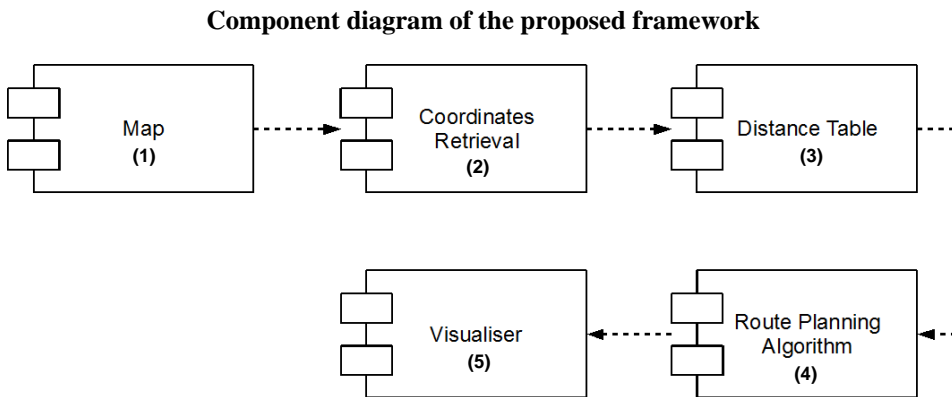 Component diagram of the proposed framework
Map
(1)
Coordinates
Retrieval
(2)
Distance Table
(3)
Visualiser
(5)
Route Planning
Algorithm
(4)